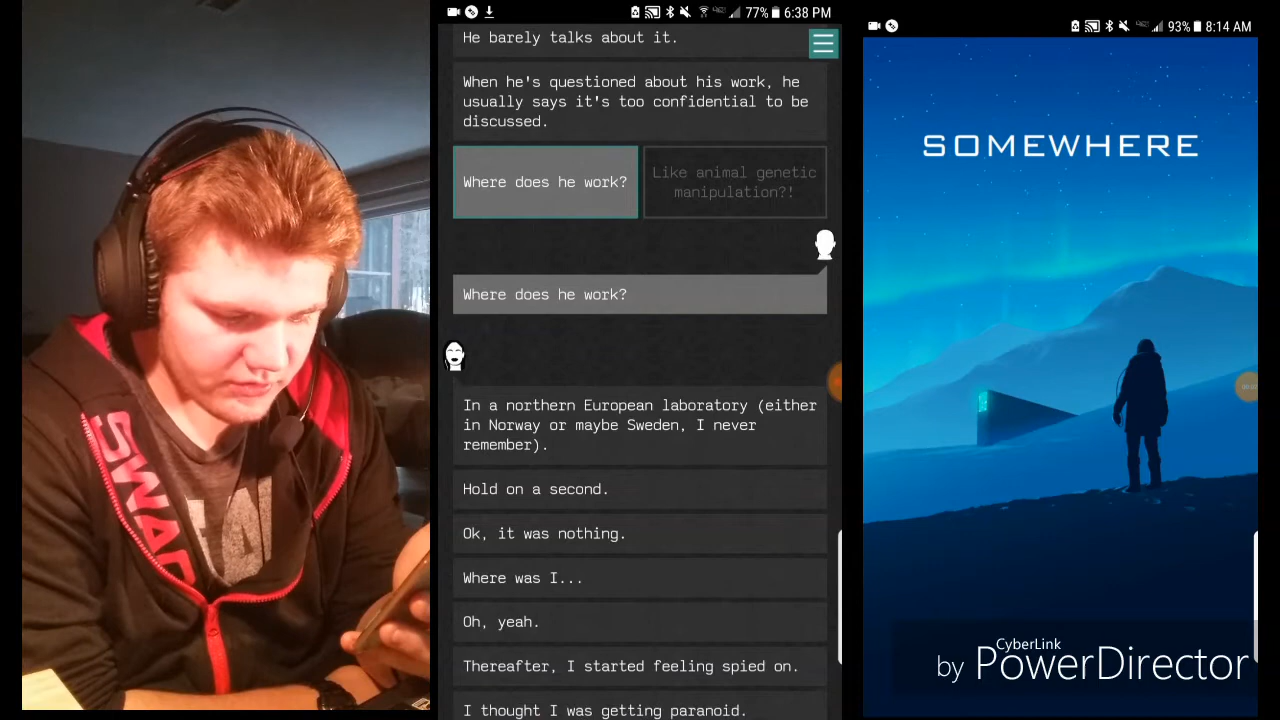 SWAG
77% 6:38 PM
He barely talks about it.
When he's questioned about his work, he
usually says it's too confidential to be
discussed.
Where does he work?
Like animal genetic
manipulation?!
Where does he work?
In a northern European laboratory (either
in Norway or maybe Sweden, I never
remember).
Hold on a second.
Ok, it was nothing.
Where was I...
Oh, yeah.
Thereafter, I started feeling spied on.
I thought I was getting paranoid.
93% 8:14 AM
SOMEWHERE
by CyberLink
PowerDirector